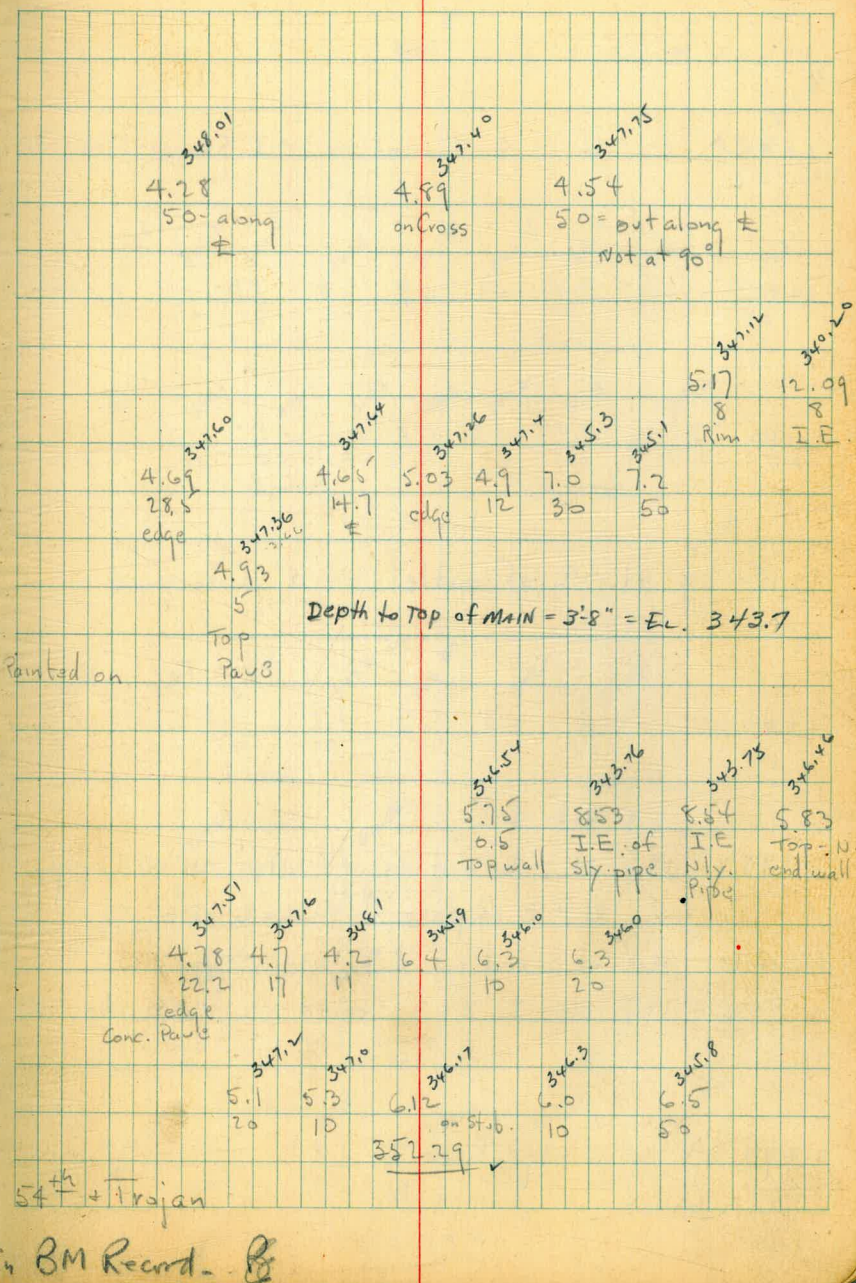 348.01 347.40 347.75
4.28 4.89 4.54
50- along on Cross 50= out along ℄
℄ Not at 90°
347.12 340.20
5.17 12.09
8 8
Rim I.E.
347.60 347.64 347.26 347.4 345.3 345.1
4.69 4.65 5.03 4.9 7.0 7.2
28.5 14.7 edge 12 30 50
edge ℄
347.36
4.93
5
Depth to Top of MAIN = 3'-8" = EL. 343.7
Top
Painted on Pav3
346.54 343.76 343.75 346.46
5.75 8.53 8.54 5.83
0.5 I.E. of I.E Top-N.
Top wall Sly. pipe Nly. end wall
Pipe
347.51 347.6 348.1 345.9 346.0 346.0
4.78 4.7 4.2 6.4 6.3 6.3
22.2 17 11 10 20
edge
Conc. Pav3
347.2 347.0 346.17 346.3 345.8
5.1 5.3 6.12 6.0 6.5
20 10 on Stub. 10 50
352.29 ✓
54th + Trojan
BM Record-